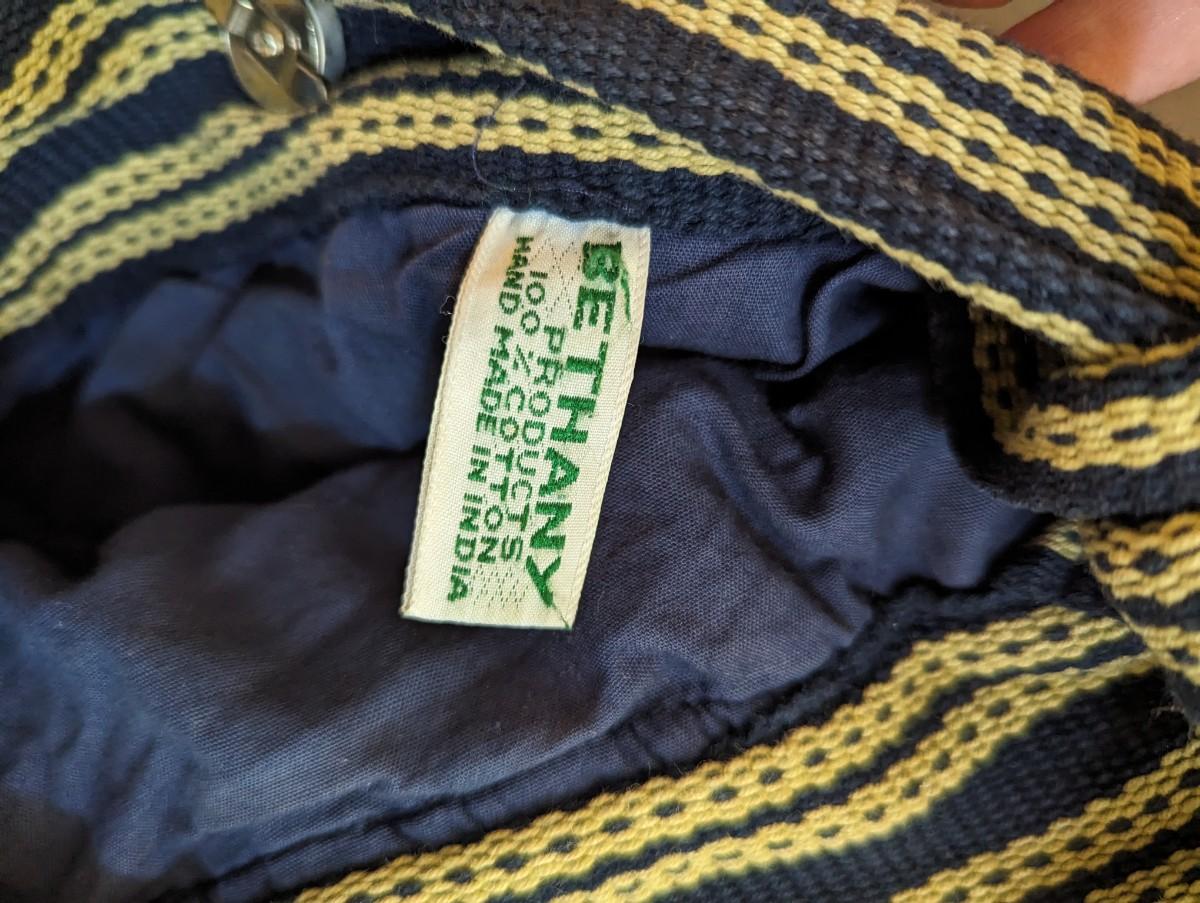 BETHANY
PRODUCTS
100% COTTON
HAND MADE IN INDIA